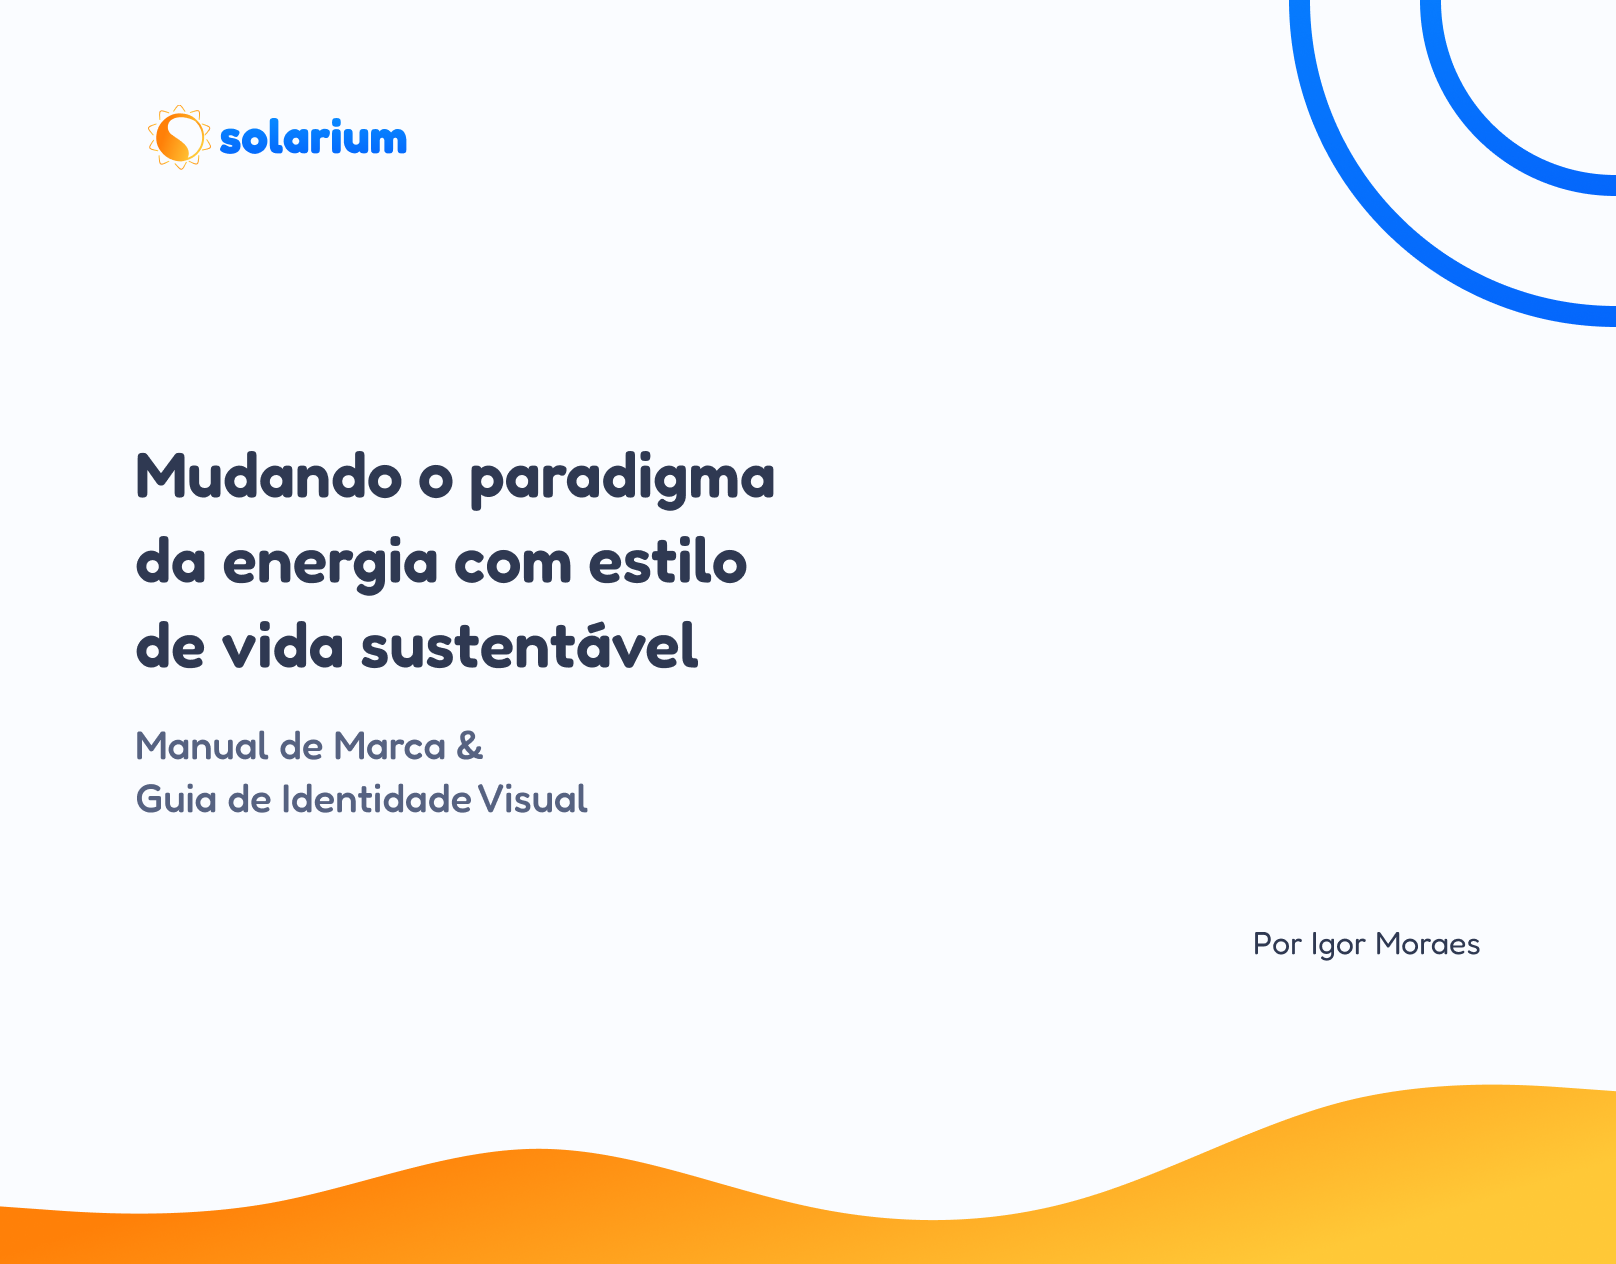 solarium
Mudando o paradigma
da energia com estilo
de vida sustentável
Manual de Marca &
Guia de Identidade Visual
Por Igor Moraes